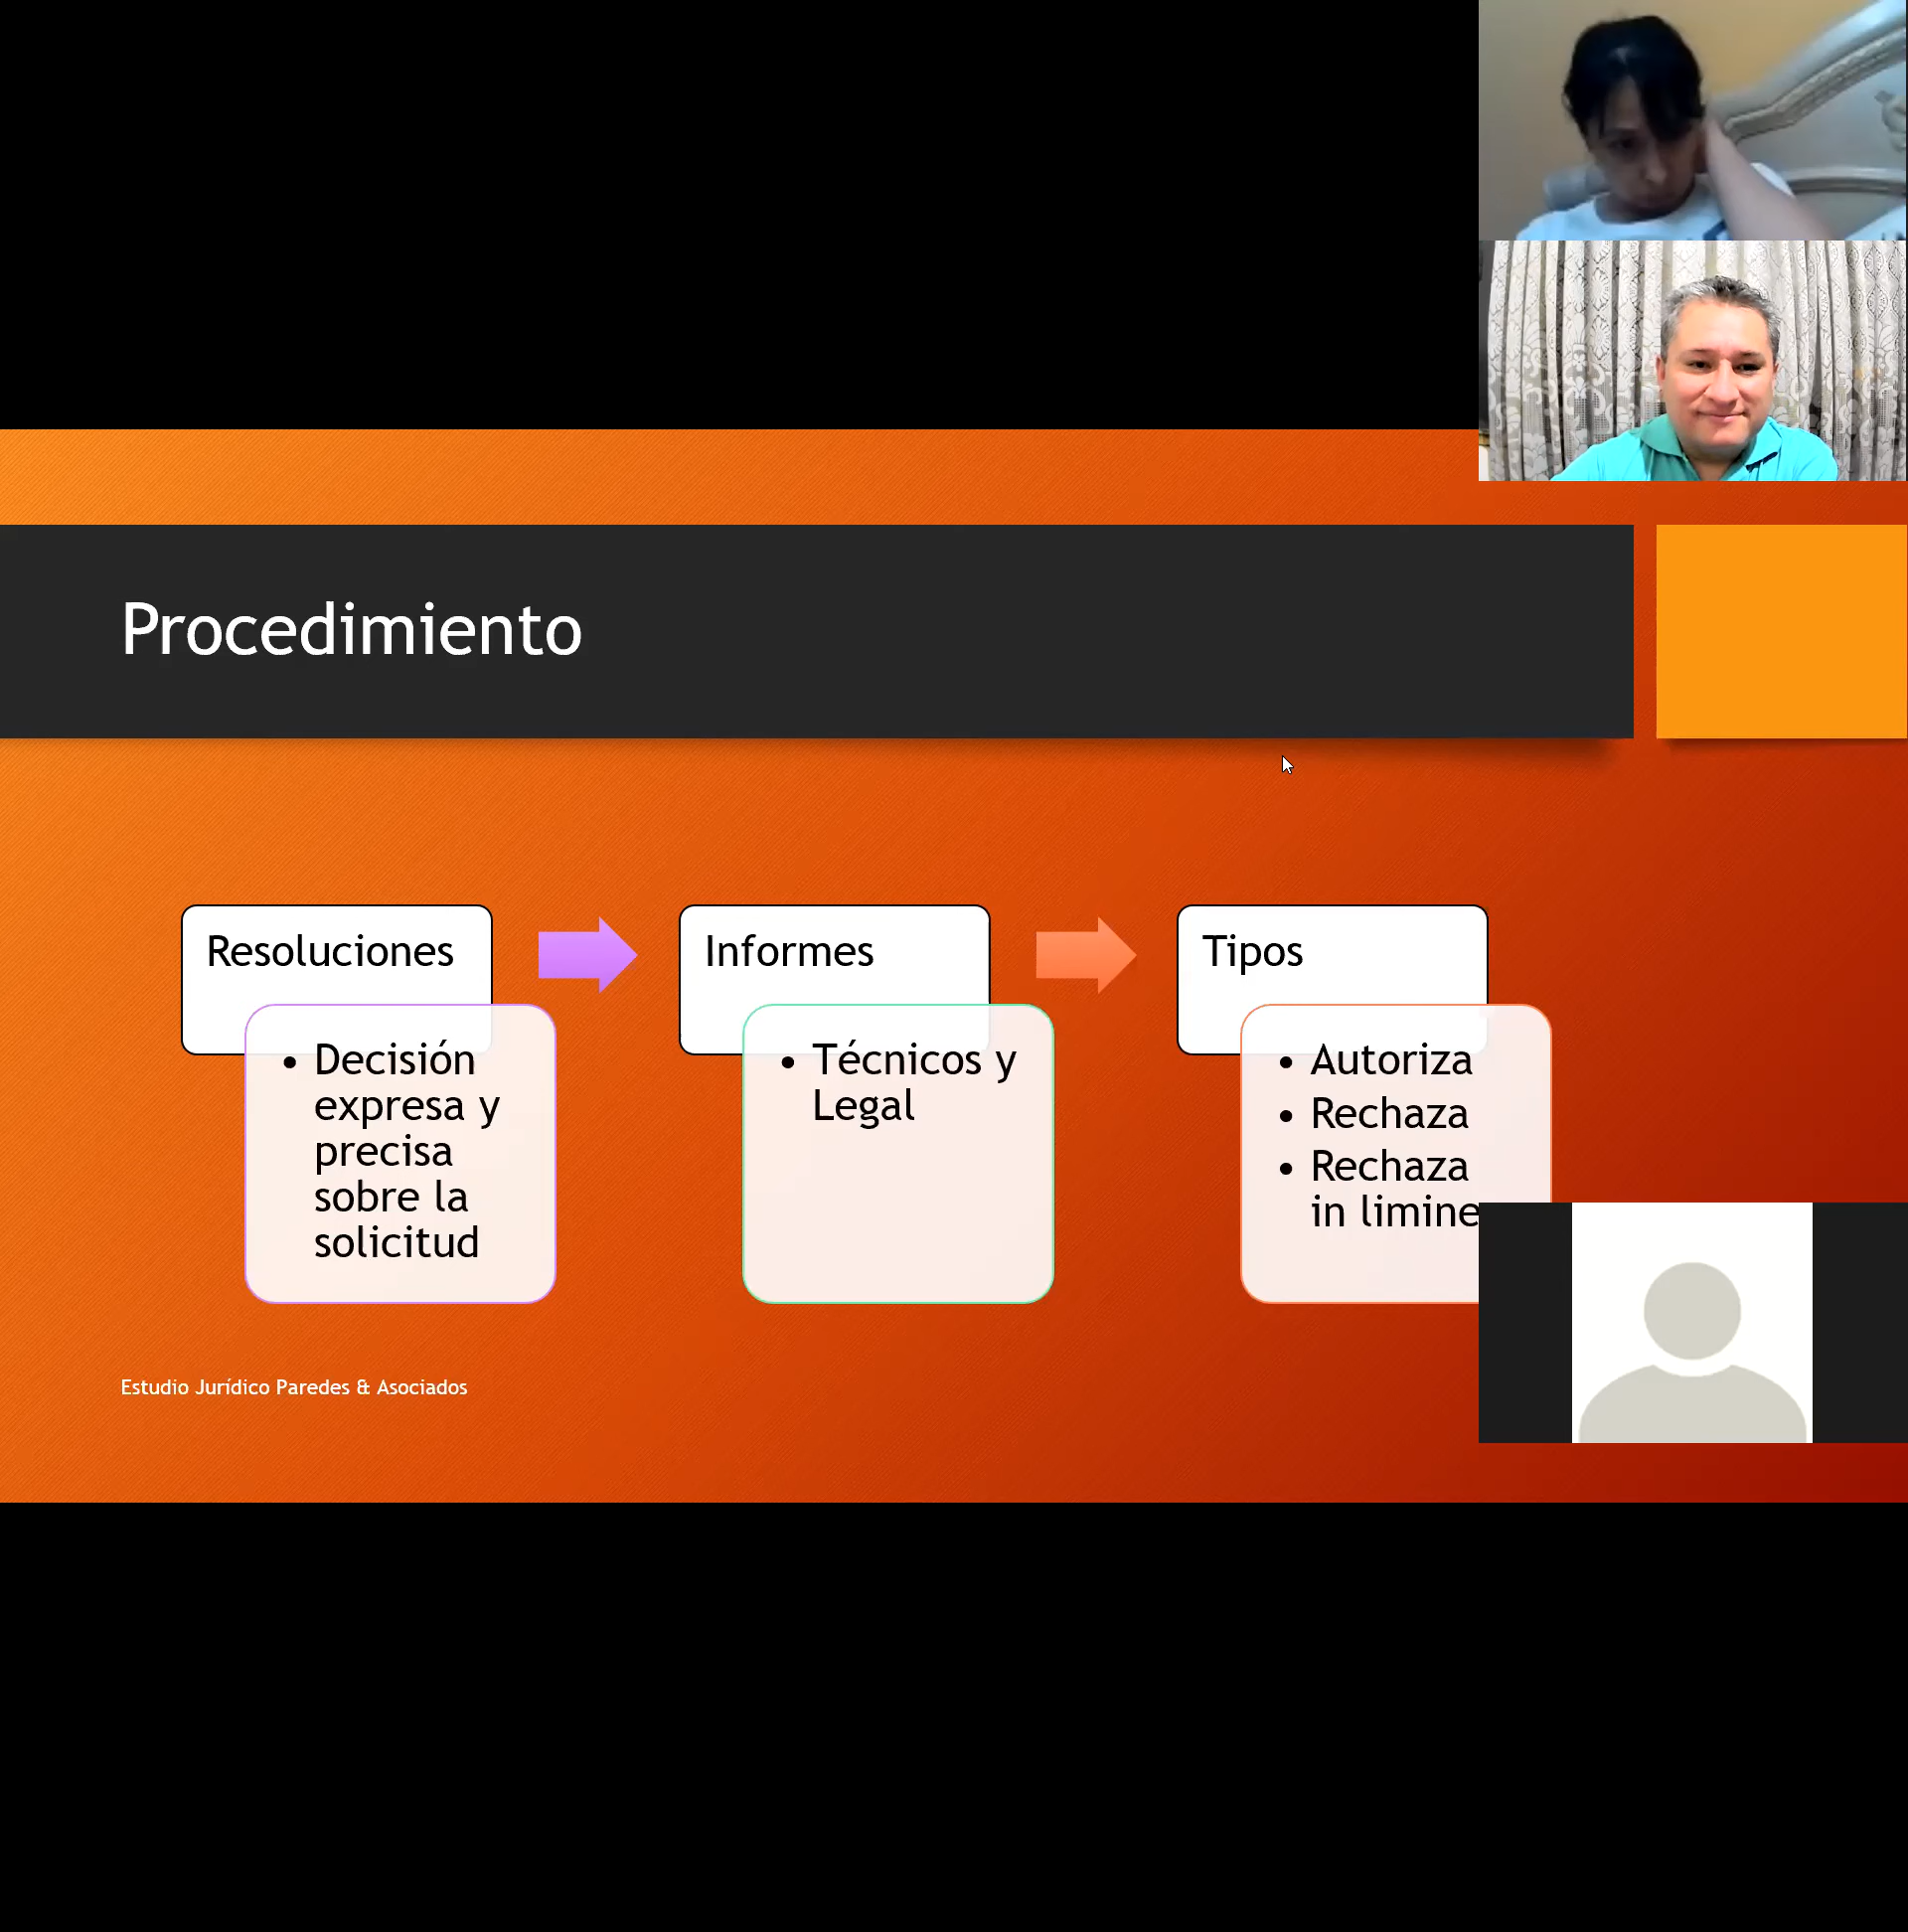 Procedimiento
Resoluciones
• Decisión
expresa y
precisa
sobre la
solicitud
Informes
• Técnicos y
Legal
Tipos
• Autoriza
• Rechaza
• Rechaza
in limine
Estudio Jurídico Paredes & Asociados